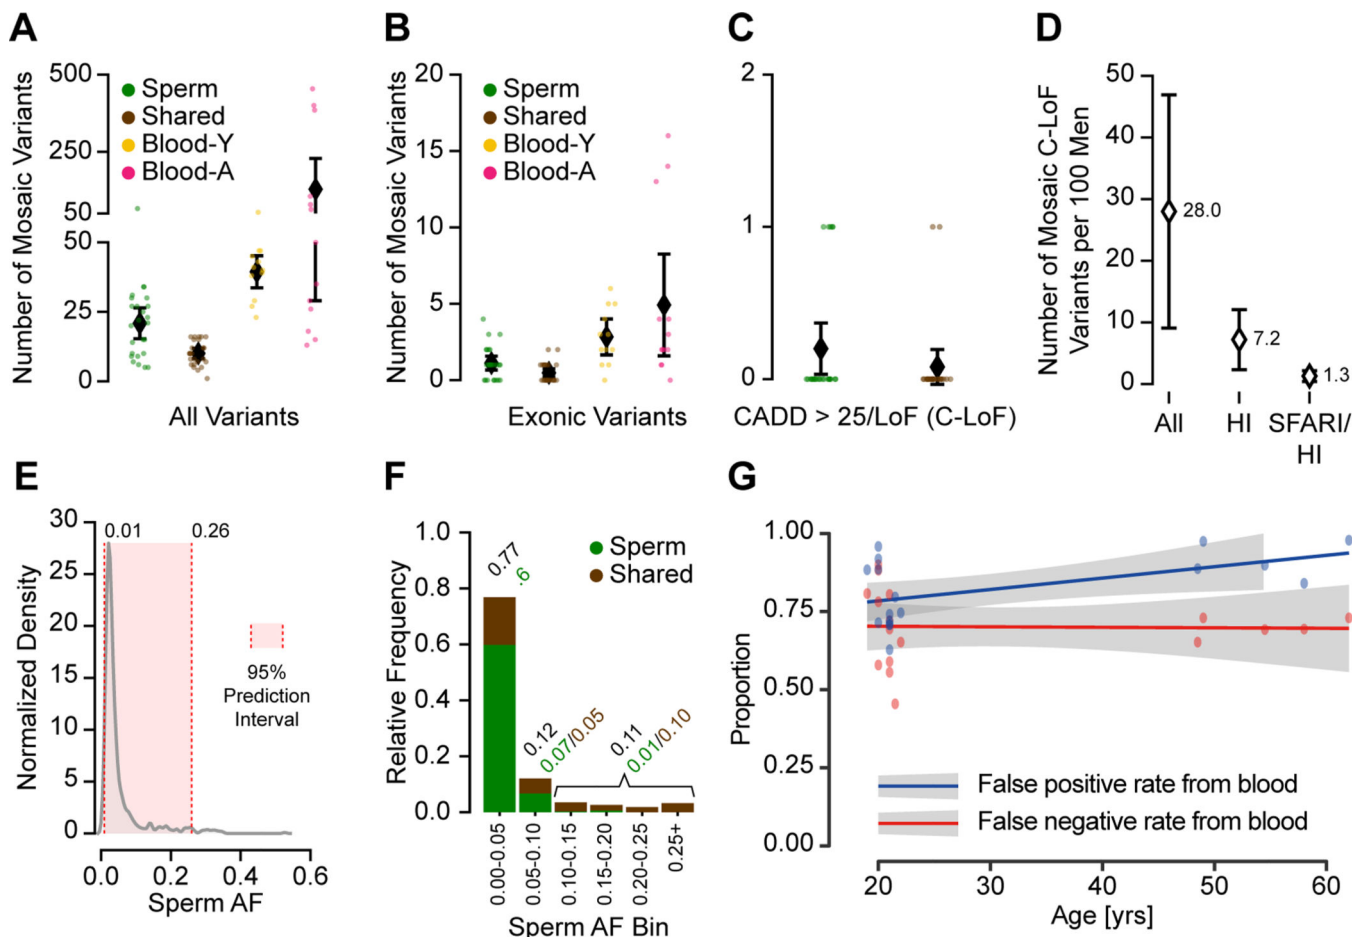 A
Number of Mosaic Variants
500
250
50
50
25
0
Sperm
Shared
Blood-Y
Blood-A
All Variants
B
Number of Mosaic Variants
20
15
10
5
0
Sperm
Shared
Blood-Y
Blood-A
Exonic Variants
C
2
1
0
CADD > 25/LoF (C-LoF)
D
Number of Mosaic C-LoF
Variants per 100 Men
50
40
30
20
10
0
28.0
7.2
1.3
All
HI
SFARI/
HI
E
Normalized Density
30
25
20
15
10
5
0
0.01
0.26
95%
Prediction
Interval
0.0
0.2
0.4
0.6
Sperm AF
F
Relative Frequency
1.0
0.8
0.6
0.4
0.2
0.0
Sperm
Shared
0.77
.6
0.12
0.07/0.05
0.11
0.01/0.10
0.00-0.05
0.05-0.10
0.10-0.15
0.15-0.20
0.20-0.25
0.25+
Sperm AF Bin
G
Proportion
1.00
0.75
0.50
0.25
0.00
False positive rate from blood
False negative rate from blood
20
30
40
50
60
Age [yrs]